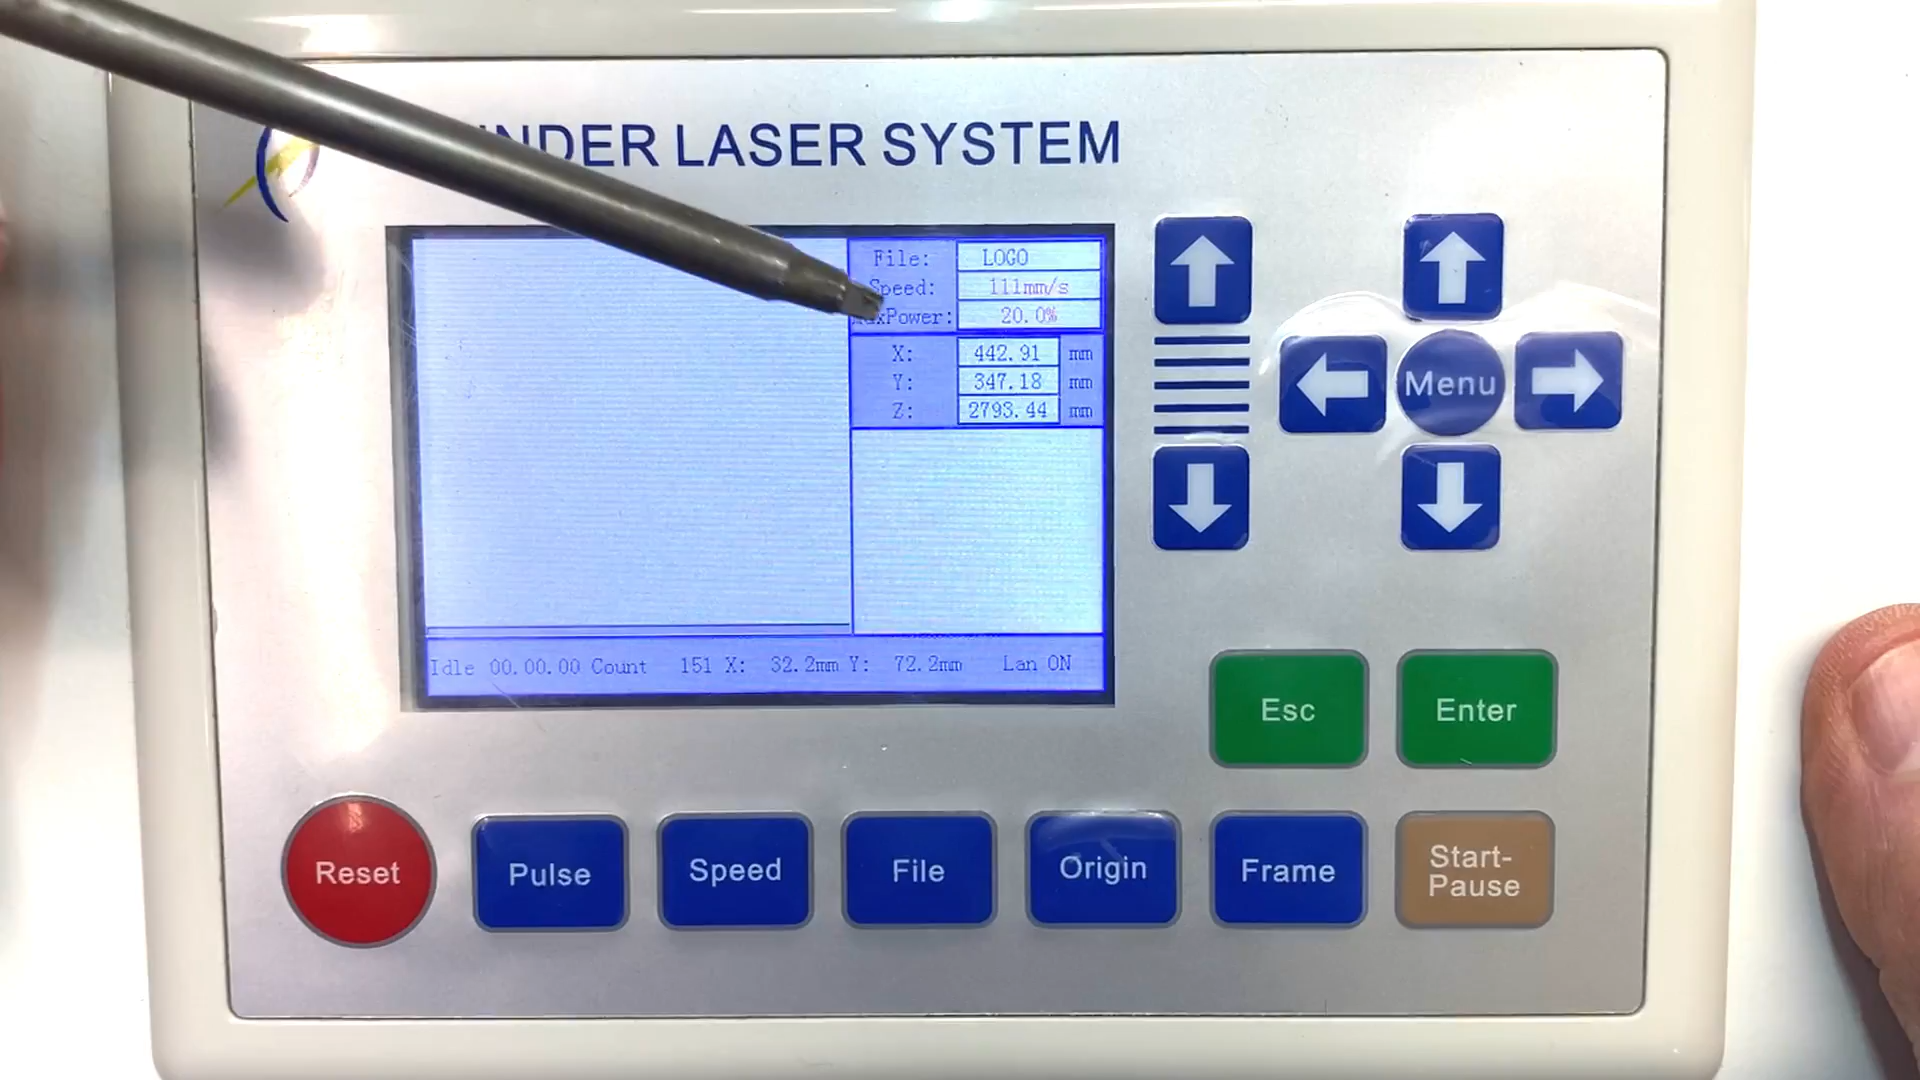 LASER SYSTEM
File: LOGO
Speed: 111mm/s
Power: 20.0%
X: 442.91 mm
Y: 347.18 mm
Z: 2793.44 mm
Idle 00.00.00 Count 151 X: 32.2mm Y: 72.2mm Lan ON
Menu
Esc
Enter
Reset
Pulse
Speed
File
Origin
Frame
Start-
Pause